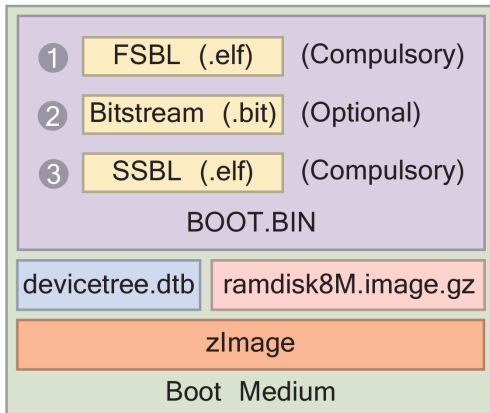 1 FSBL (.elf) (Compulsory)
2 Bitstream (.bit) (Optional)
3 SSBL (.elf) (Compulsory)
BOOT.BIN
devicetree.dtb ramdisk8M.image.gz
zImage
Boot Medium